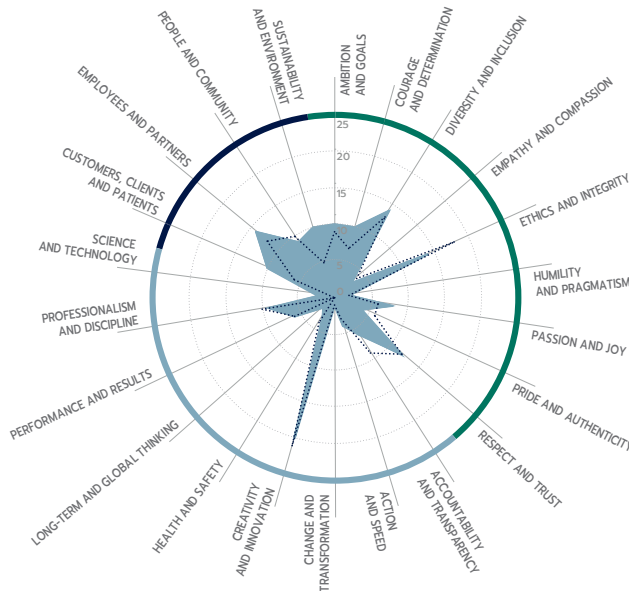 AMBITION
AND GOALS
COURAGE
AND DETERMINATION
DIVERSITY AND INCLUSION
EMPATHY AND COMPASSION
ETHICS AND INTEGRITY
HUMILITY
AND PRAGMATISM
PASSION AND JOY
PRIDE AND AUTHENTICITY
RESPECT AND TRUST
ACCOUNTABILITY
AND TRANSPARENCY
ACTION
AND SPEED
CHANGE AND
TRANSFORMATION
CREATIVITY
AND INNOVATION
HEALTH AND SAFETY
LONG-TERM AND GLOBAL THINKING
PERFORMANCE AND RESULTS
PROFESSIONALISM
AND DISCIPLINE
SCIENCE
AND TECHNOLOGY
CUSTOMERS, CLIENTS
AND PATIENTS
EMPLOYEES AND PARTNERS
PEOPLE AND COMMUNITY
SUSTAINABILITY
AND ENVIRONMENT
25
20
15
10
5
0